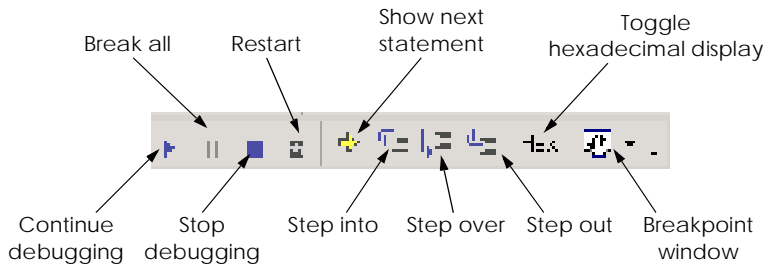 Break all
Restart
Show next
statement
Toggle
hexadecimal display
Continue
debugging
Stop
debugging
Step into
Step over
Step out
Breakpoint
window